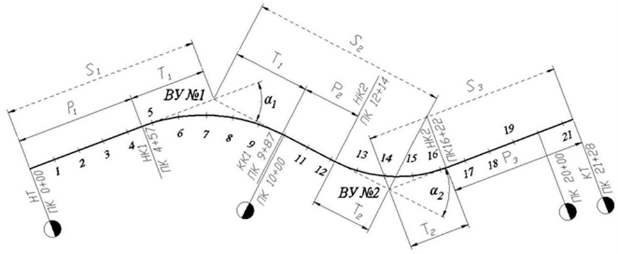 S₁
P₁
T₁
ВУ №1
α₁
T₁
S₂
P₂
НК2
ПК 12+14
S₃
НТ
ПК 0+00
1
2
3
4
НК1
ПК 4+57
5
6
7
8
9
КК1
ПК 9+87
ПК 10+00
11
12
13
14
15
16
НК2
ПК16+22
17
18
19
21
P₃
ПК 20+00
КТ
ПК 21+28
ВУ №2
α₂
T₂
T₂